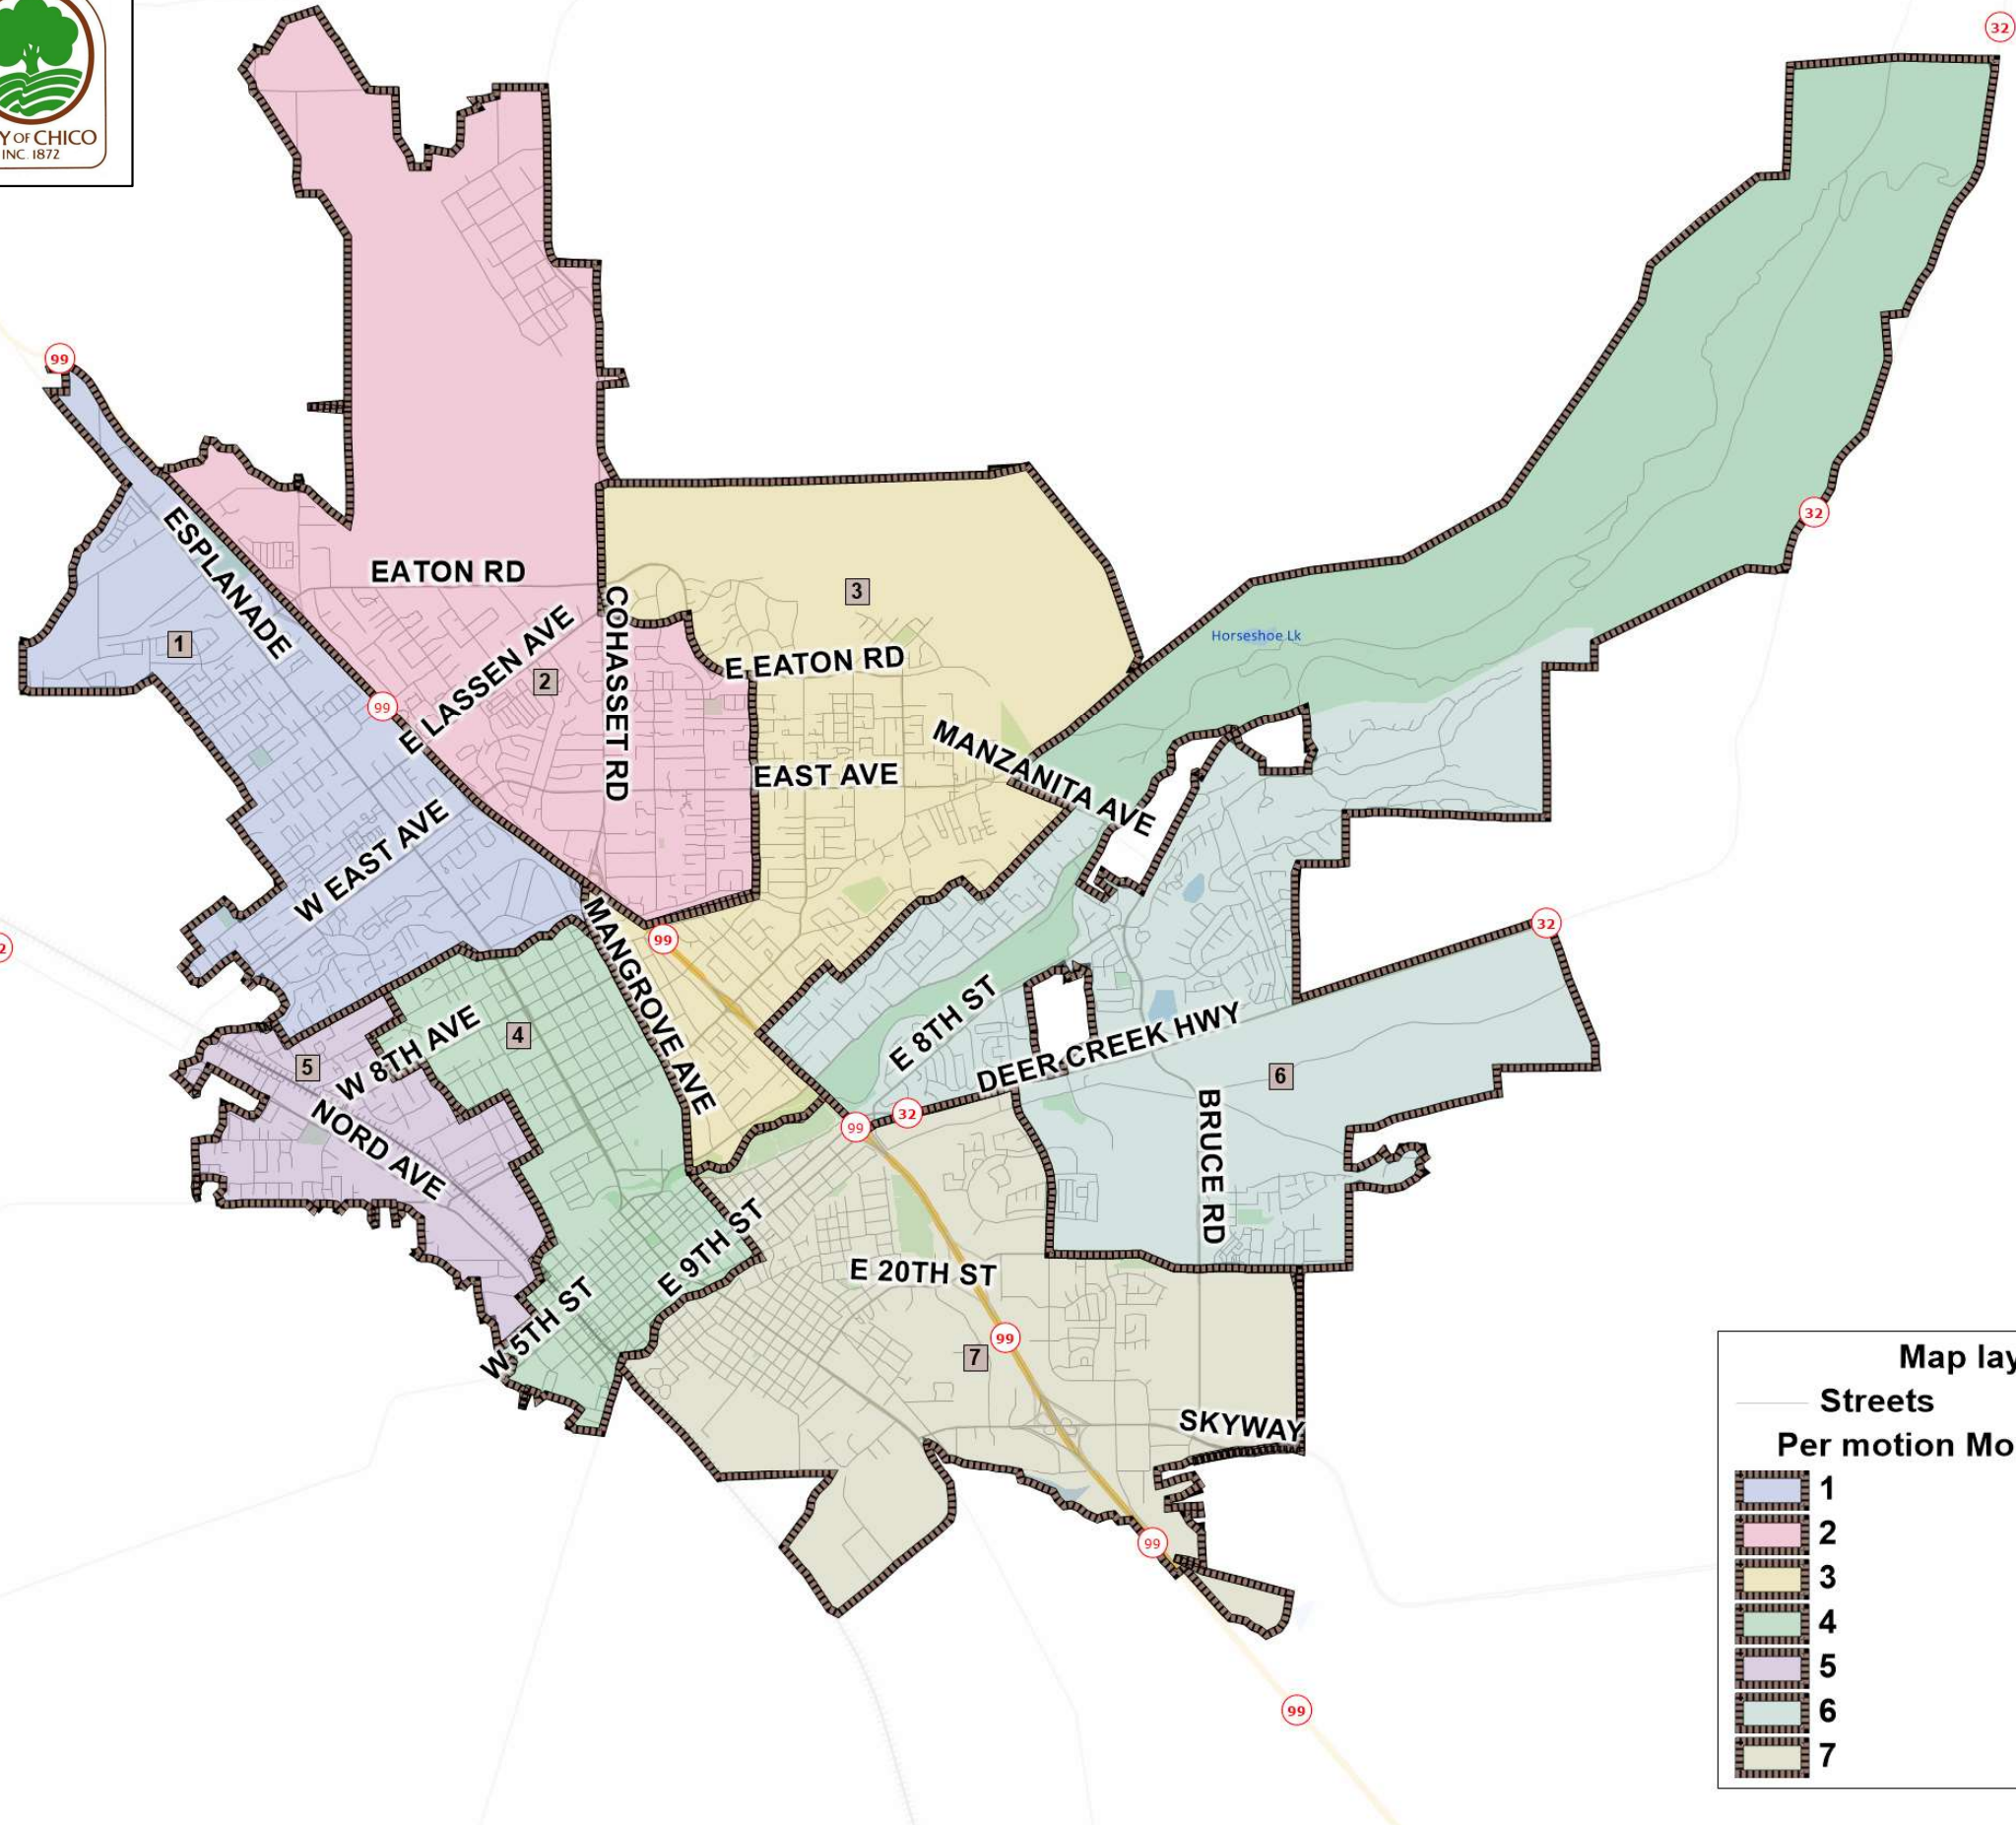 32
Y OF CHICO
INC. 1872
99
ESPLANADE
EATON RD
3
COHASSET RD
32
1
E LASSEN AVE
2
E EATON RD
Horseshoe Lk
99
MANZANITA AVE
EAST AVE
W EAST AVE
MANGROVE AVE
99
2
32
E 8TH ST
DEER CREEK HWY
4
W 8TH AVE
5
6
NORD AVE
99
32
BRUCE RD
E 9TH ST
E 20TH ST
W 5TH ST
99
7
SKYWAY
99
99
Map lay
Streets
Per motion Mo
1
2
3
4
5
6
7